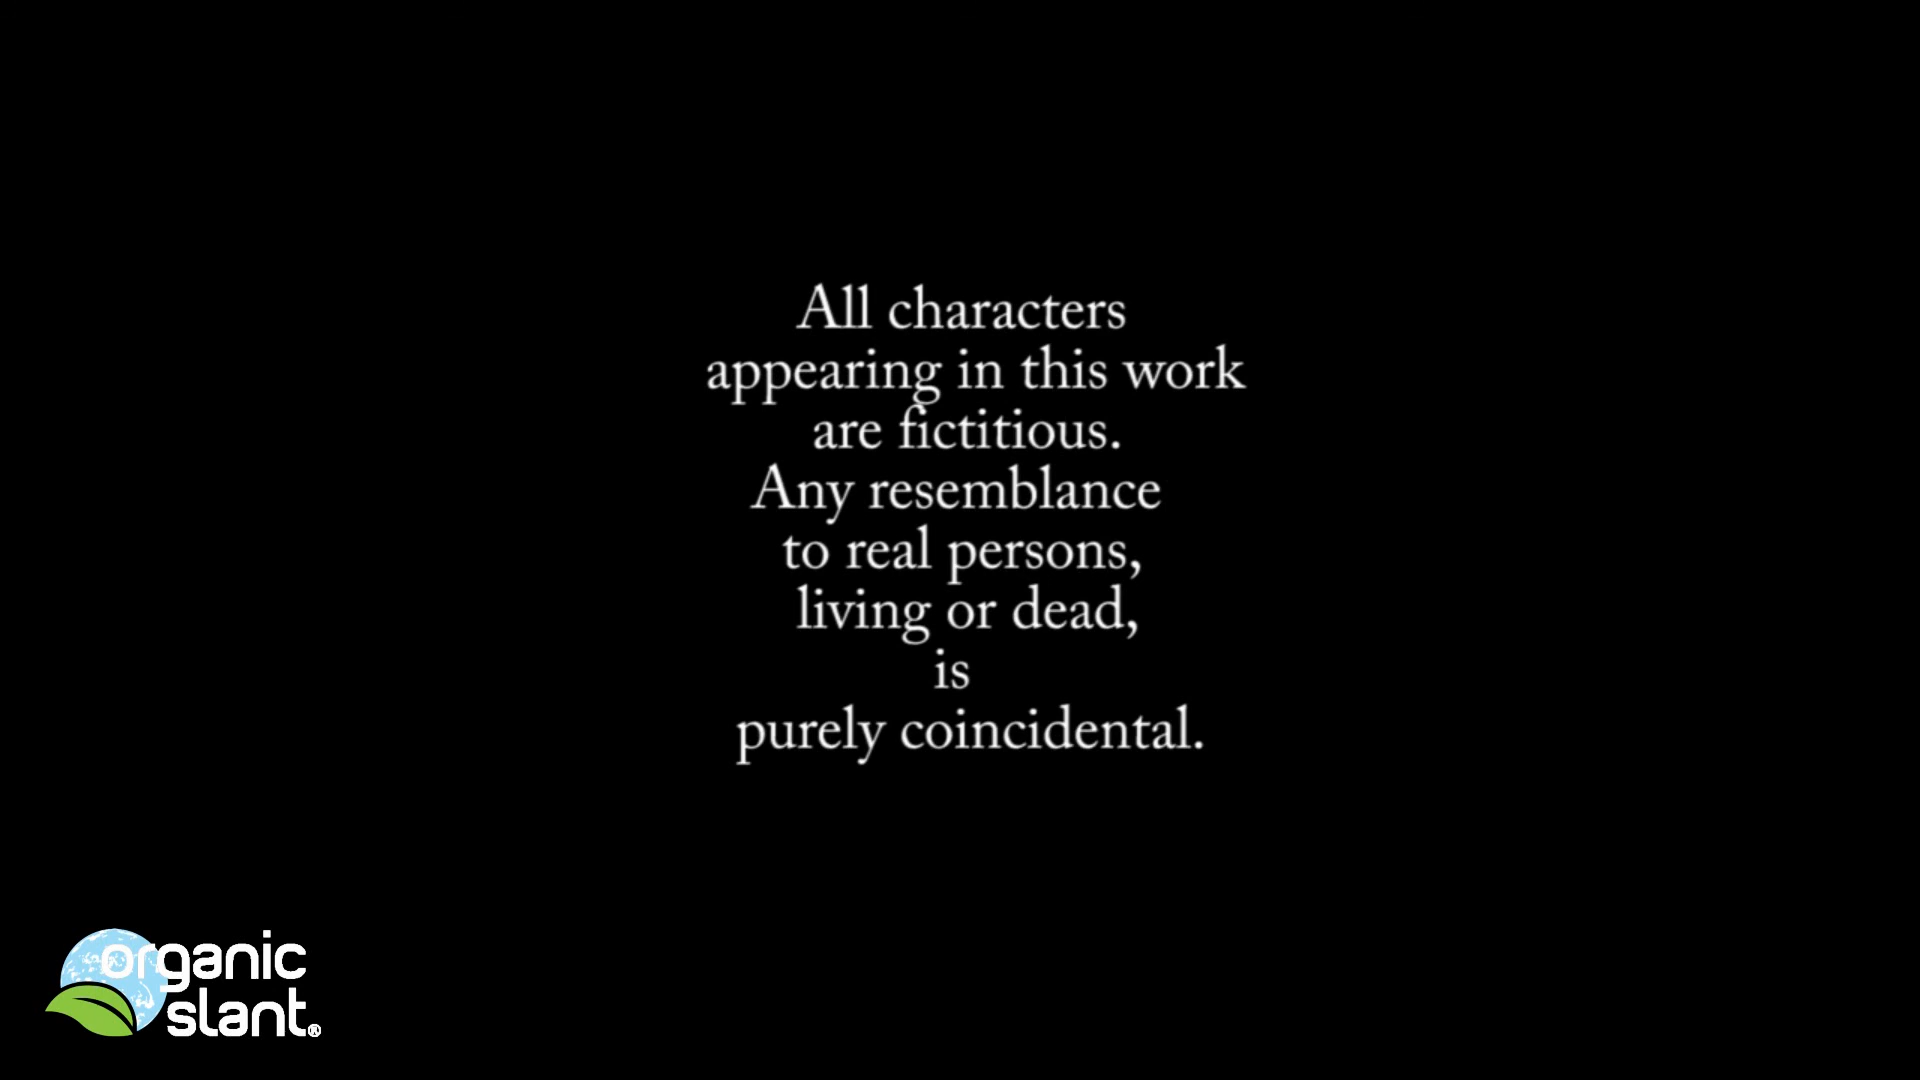 All characters
appearing in this work
are fictitious.
Any resemblance
to real persons,
living or dead,
is
purely coincidental.
organic
slant.®